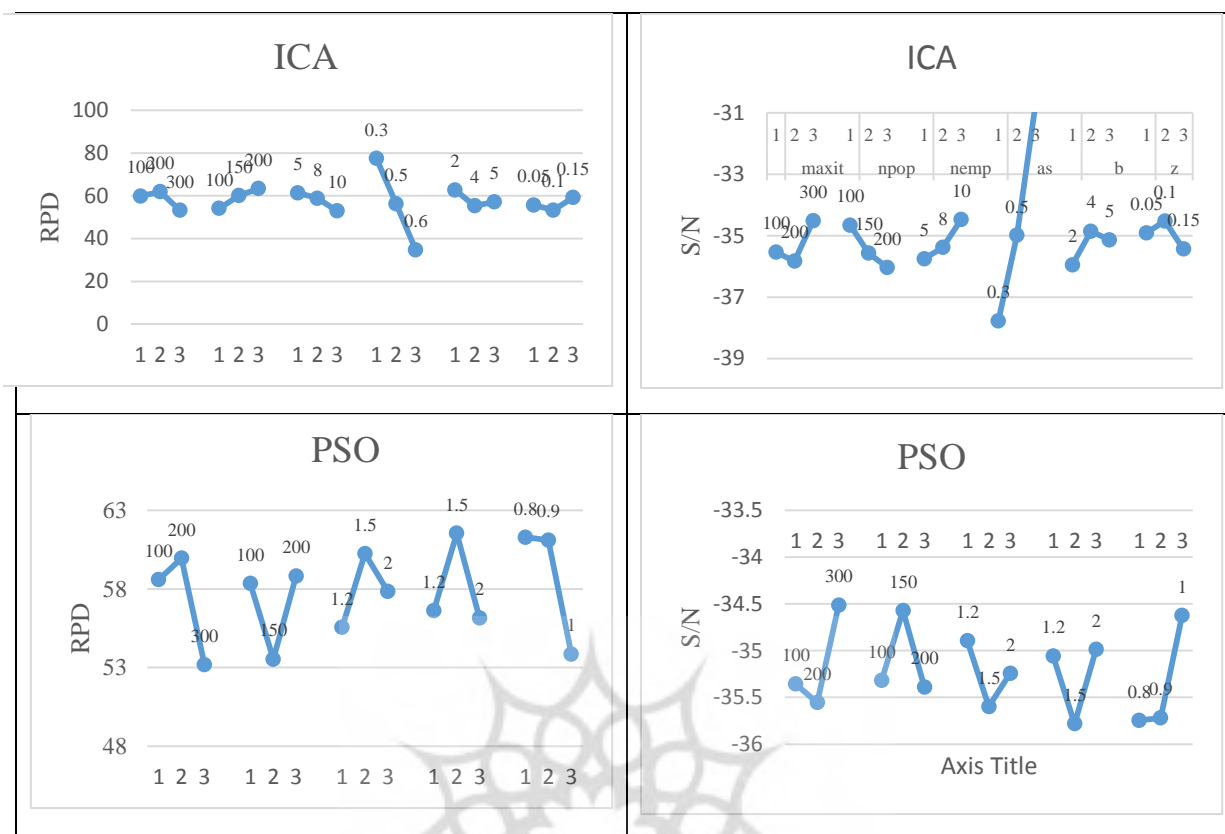 ICA
RPD
100
80
60
40
20
0
100 200 300
100 150 200
5 8 10
0.3 0.5 0.6
2 4 5
0.05 0.1 0.15
1 2 3 1 2 3 1 2 3 1 2 3 1 2 3 1 2 3
ICA
S/N
-31
-33
-35
-37
-39
1 2 3 1 2 3 1 2 3 1 2 3 1 2 3 1 2 3
maxit npop nemp as b z
100 200 300
100 150 200
5 8 10
0.3 0.5
2 4 5
0.05 0.1 0.15
PSO
RPD
63
58
53
48
100 200 300
100 150 200
1.2 1.5 2
1.2 1.5 2
0.8 0.9 1
1 2 3 1 2 3 1 2 3 1 2 3 1 2 3
PSO
S/N
-33.5
-34
-34.5
-35
-35.5
-36
1 2 3 1 2 3 1 2 3 1 2 3 1 2 3
100 200 300
100 150 200
1.2 1.5 2
1.2 1.5 2
0.8 0.9 1
Axis Title